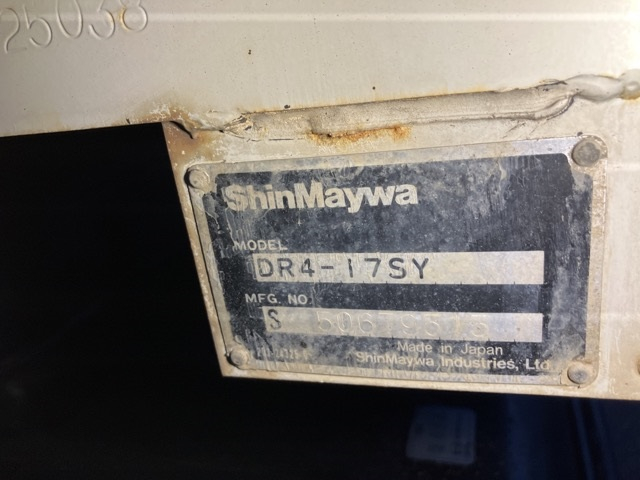 25038
ShinMaywa
MODEL
DR4-17SY
MFG. NO.
S
Made in Japan
ShinMaywa Industries, Ltd.